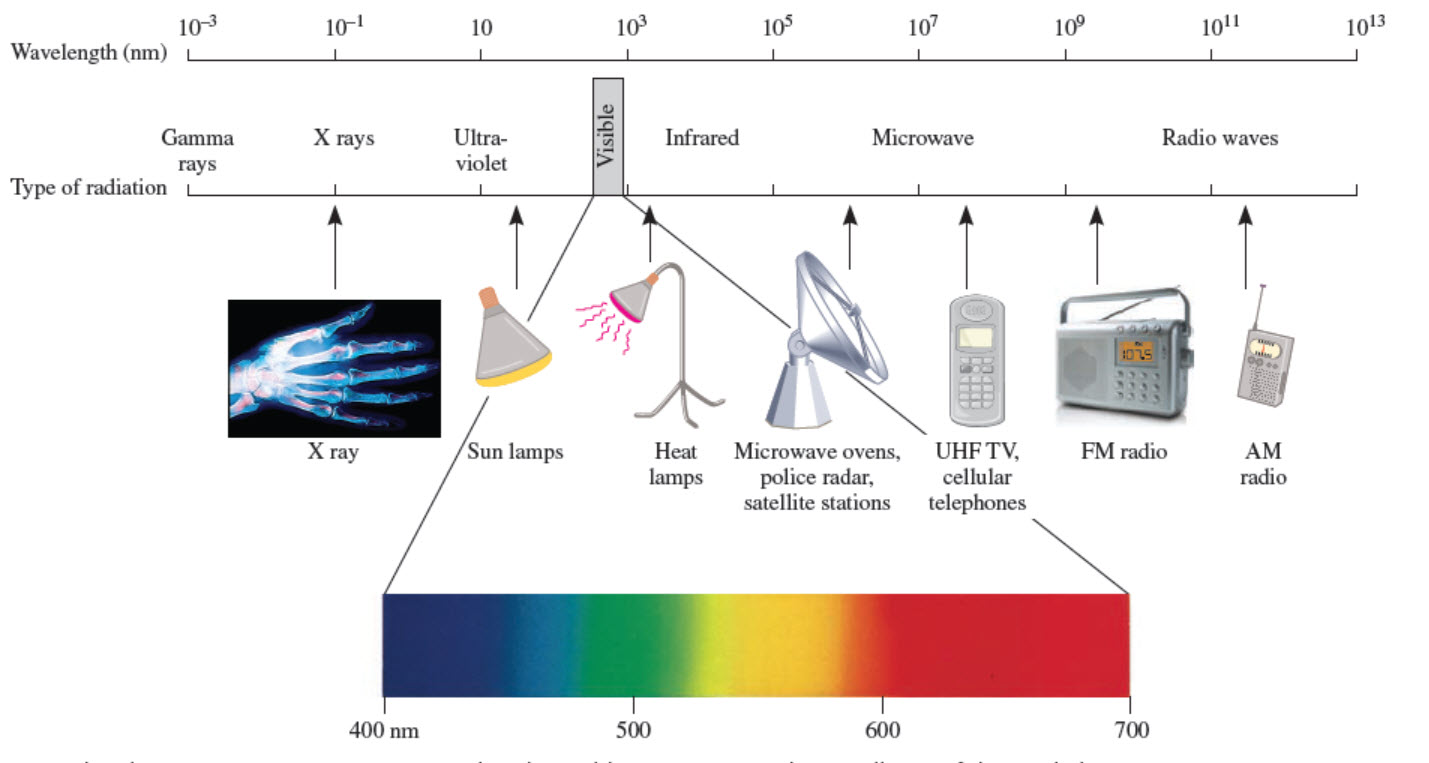 10⁻³ 10⁻¹ 10 10³ 10⁵ 10⁷ 10⁹ 10¹¹ 10¹³
Wavelength (nm)
Visible
Gamma rays
X rays
Ultra-
violet
Infrared
Microwave
Radio waves
Type of radiation
107.5
X ray
Sun lamps
Heat
lamps
Microwave ovens,
police radar,
satellite stations
UHF TV,
cellular
telephones
FM radio
AM
radio
400 nm 500 600 700